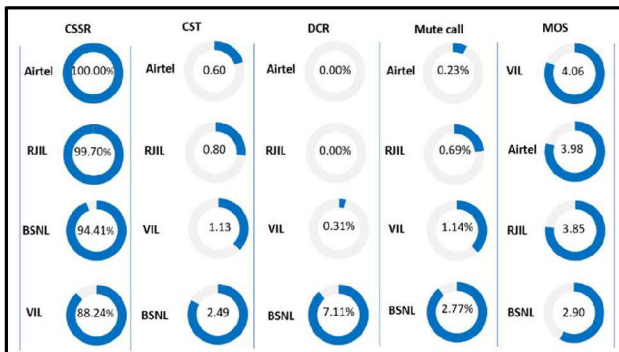 CSSR CST DCR Mute call MOS
Airtel 100.00% Airtel 0.60 Airtel 0.00% Airtel 0.23% VIL 4.06
RJIL 99.70% RJIL 0.80 RJIL 0.00% RJIL 0.69% Airtel 3.98
BSNL 94.41% VIL 1.13 VIL 0.31% VIL 1.14% RJIL 3.85
VIL 88.24% BSNL 2.49 BSNL 7.11% BSNL 2.77% BSNL 2.90